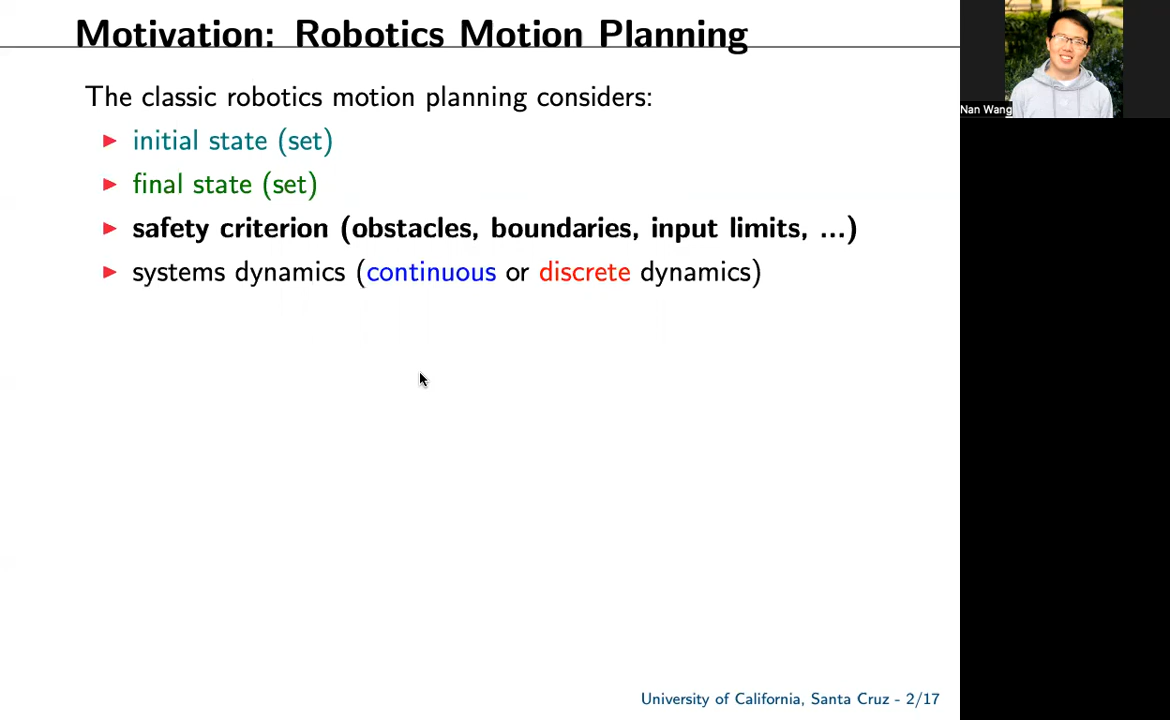 Motivation: Robotics Motion Planning
Nan Wang
The classic robotics motion planning considers:
initial state (set)
final state (set)
safety criterion (obstacles, boundaries, input limits, ...)
systems dynamics (continuous or discrete dynamics)
University of California, Santa Cruz - 2/17